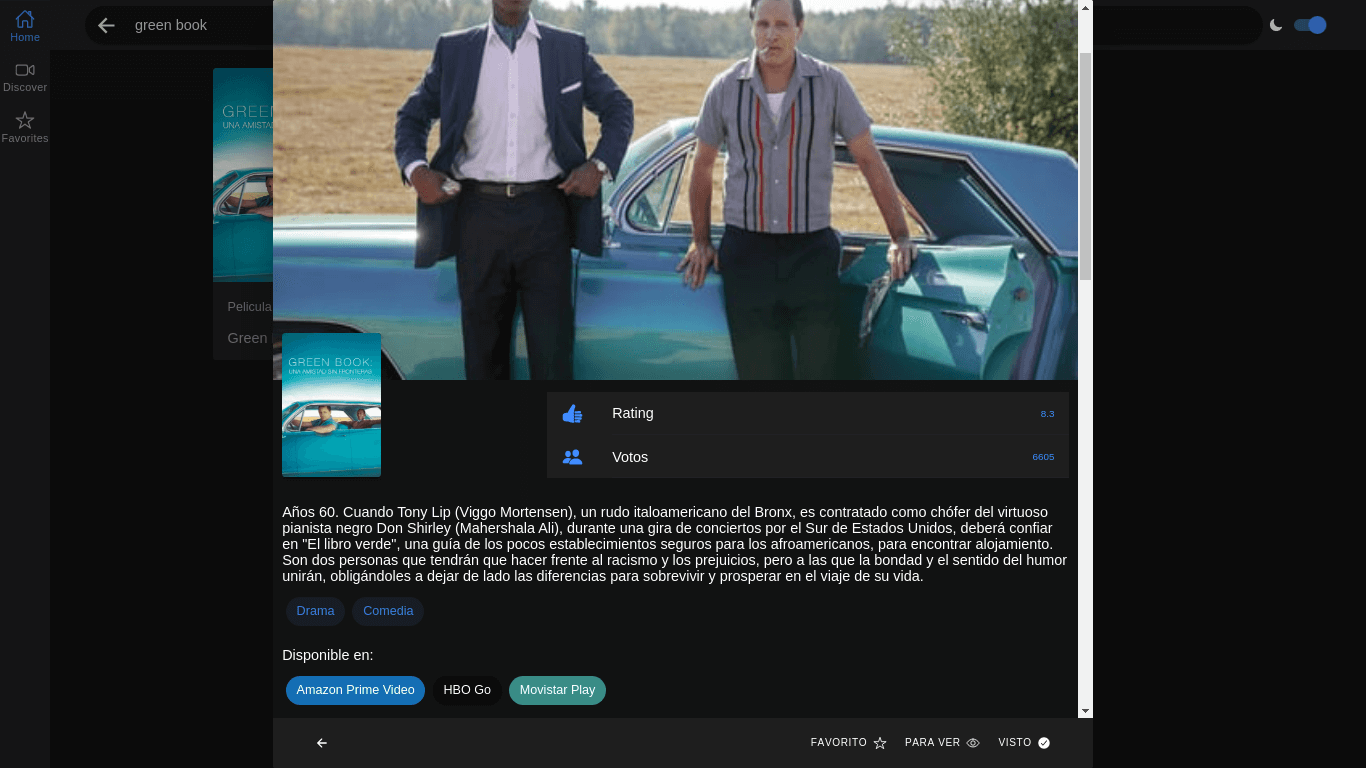 Home
green book
Discover
Favorites
GREEN
UNA AMISTAD
Pelicula
Green
GREEN BOOK:
UNA AMISTAD SIN FRONTERAS
Rating
8.3
Votos
6605
Años 60. Cuando Tony Lip (Viggo Mortensen), un rudo italoamericano del Bronx, es contratado como chófer del virtuoso
pianista negro Don Shirley (Mahershala Ali), durante una gira de conciertos por el Sur de Estados Unidos, deberá confiar
en "El libro verde", una guía de los pocos establecimientos seguros para los afroamericanos, para encontrar alojamiento.
Son dos personas que tendrán que hacer frente al racismo y los prejuicios, pero a las que la bondad y el sentido del humor
unirán, obligándoles a dejar de lado las diferencias para sobrevivir y prosperar en el viaje de su vida.
Drama Comedia
Disponible en:
Amazon Prime Video HBO Go Movistar Play
FAVORITO PARA VER VISTO